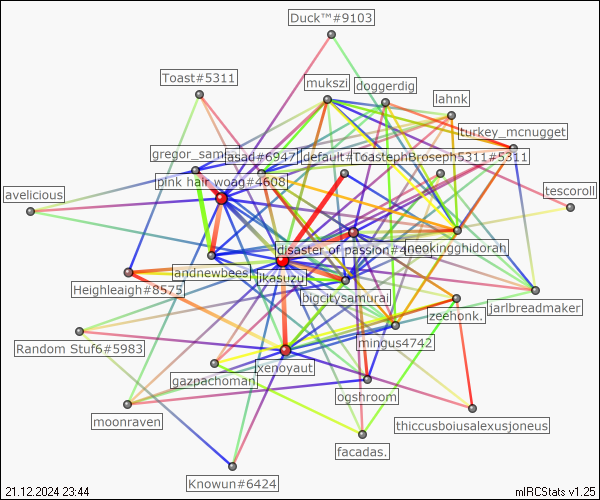 Duck™#9103
Toast#5311
mukszi
doggerdig
lahnk
turkey_mcnugget
gregor_samsa
asad#6947
default#
ToastephBroseph5311#5311
pink hair woag#4608
avelicious
tescoroll
disaster of passion#4
neokingghidorah
andnewbees
ikasuzu
Heighleaigh#8575
bigcitysamurai
jarlbreadmaker
zeehonk.
mingus4742
Random Stuf6#5983
xenoyaut
gazpachoman
ogshroom
moonraven
thiccusboiusalexusjoneus
facadas.
Knowun#6424
21.12.2024 23:44
mIRCStats v1.25